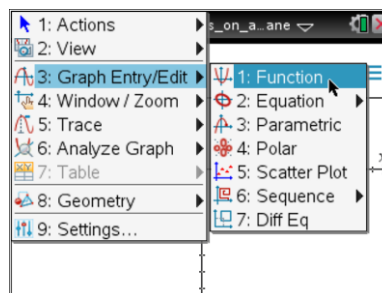 1: Actions
2: View
3: Graph Entry/Edit
4: Window / Zoom
5: Trace
6: Analyze Graph
7: Table
8: Geometry
9: Settings...
s_on_a...ane
1: Function
2: Equation
3: Parametric
4: Polar
5: Scatter Plot
6: Sequence
7: Diff Eq
x